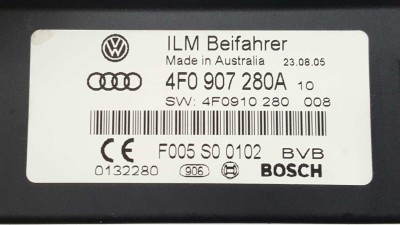 ILM Beifahrer
Made in Australia 23.08.05
4F0 907 280A 10
SW: 4F0910 280 008
CE F005 S0 0102 BVB
0132280 906 BOSCH